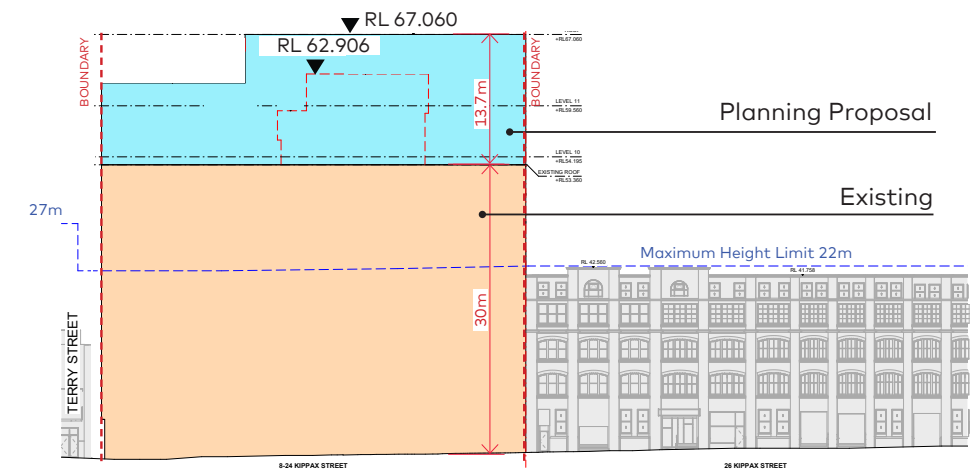 RL 67.060
+RL67.060
RL 62.906
BOUNDARY
BOUNDARY
13.7m
LEVEL 11
+RL59.560
Planning Proposal
LEVEL 10
+RL54.195
EXISTING ROOF
+RL53.360
Existing
27m
Maximum Height Limit 22m
RL 42.560
RL 41.758
30m
TERRY STREET
8-24 KIPPAX STREET
26 KIPPAX STREET